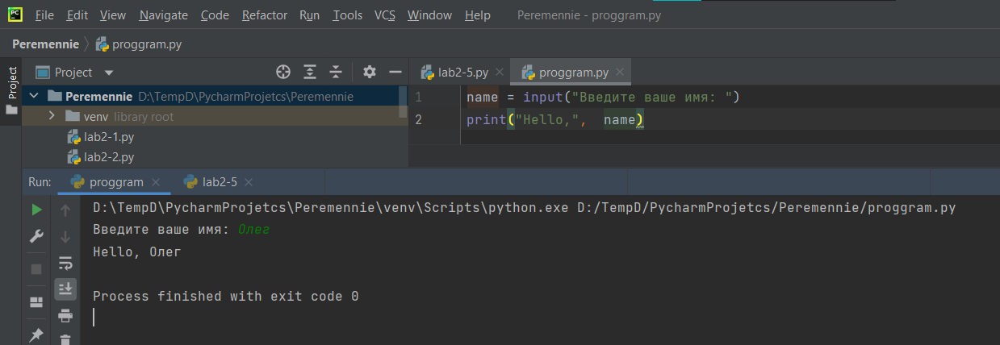 PC File Edit View Navigate Code Refactor Run Tools VCS Window Help Peremennie - proggram.py
Peremennie proggram.py
Project
Project lab2-5.py proggram.py
Peremennie D:\TempD\PycharmProjetcs\Peremennie
venv library root
lab2-1.py
lab2-2.py
1 name = input("Введите ваше имя: ")
2 print("Hello,", name)
Run: proggram lab2-5
D:\TempD\PycharmProjetcs\Peremennie\venv\Scripts\python.exe D:/TempD/PycharmProjetcs/Peremennie/proggram.py
Введите ваше имя: Олег
Hello, Олег
Process finished with exit code 0